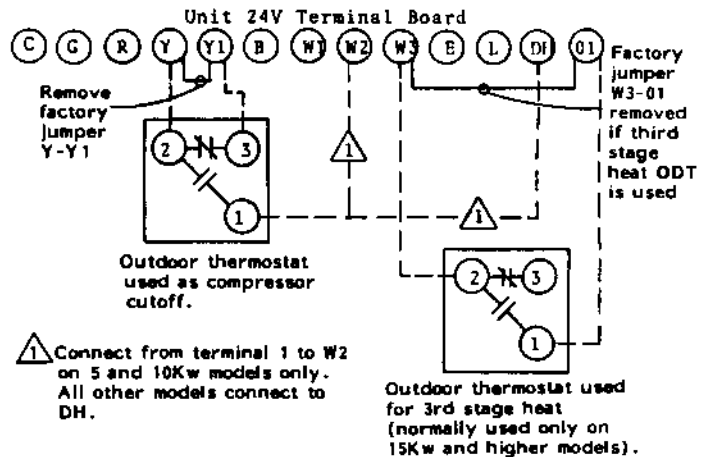 Unit 24V Terminal Board
C G R Y Y1 B W1 W2 W3 E L DH 01
Remove
factory
jumper
Y-Y1
Factory
jumper
W3-01
removed
if third
stage
heat ODT
is used
2 3
1
1
1
Outdoor thermostat
used as compressor
cutoff.
2 3
1
1 Connect from terminal 1 to W2
on 5 and 10Kw models only.
All other models connect to
DH.
Outdoor thermostat used
for 3rd stage heat
(normally used only on
15Kw and higher models).